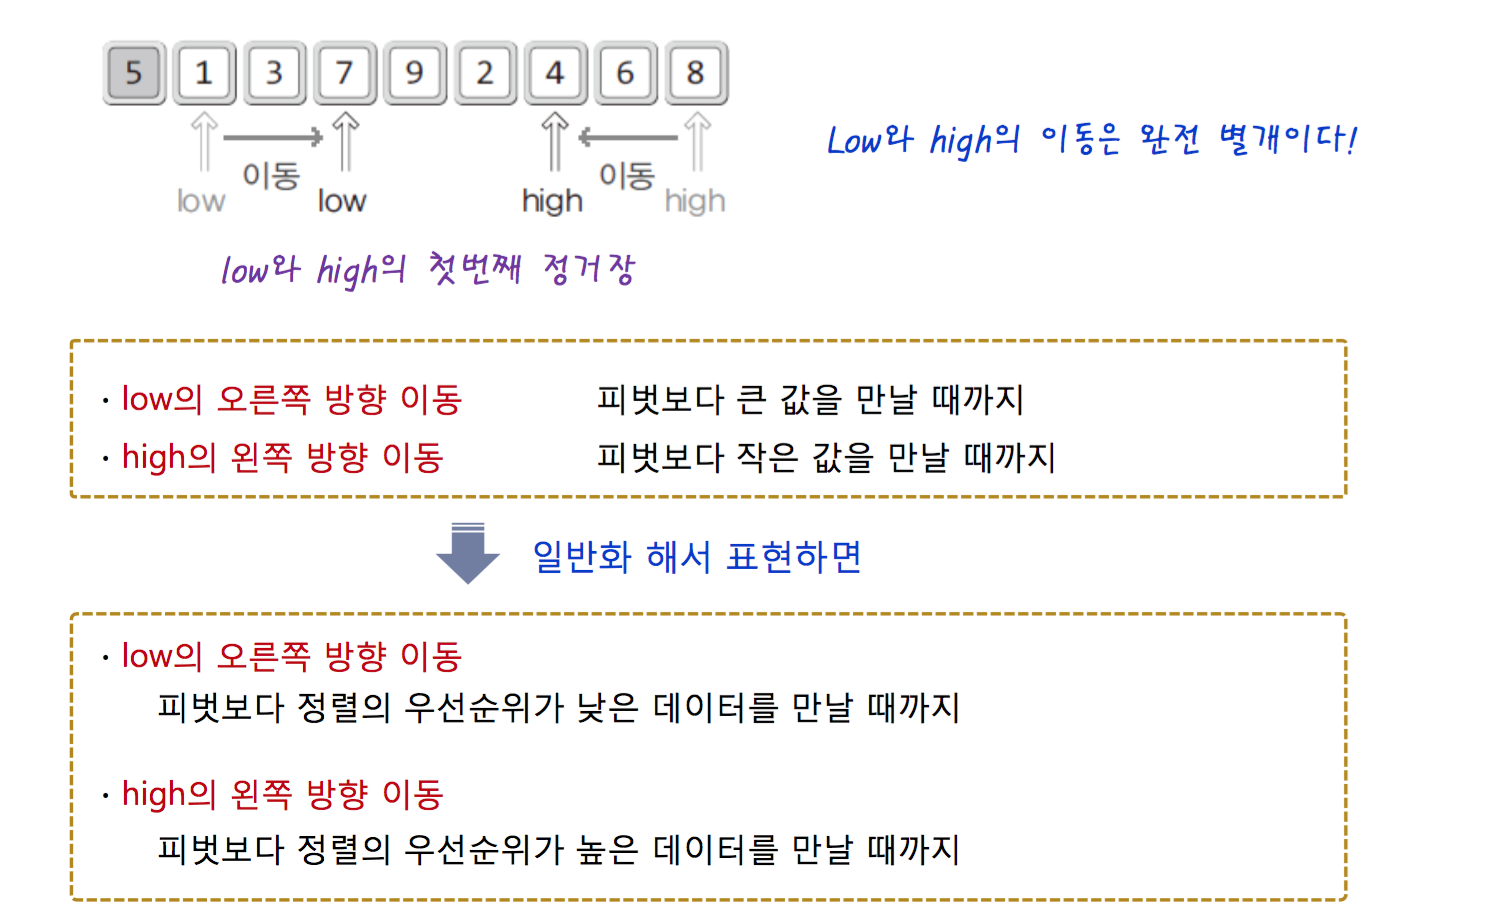 5 1 3 7 9 2 4 6 8
이동 이동
low low high high
Low와 high의 이동은 완전 별개이다!
low와 high의 첫번째 정거장
· low의 오른쪽 방향 이동 피벗보다 큰 값을 만날 때까지
· high의 왼쪽 방향 이동 피벗보다 작은 값을 만날 때까지
일반화 해서 표현하면
· low의 오른쪽 방향 이동
피벗보다 정렬의 우선순위가 낮은 데이터를 만날 때까지
· high의 왼쪽 방향 이동
피벗보다 정렬의 우선순위가 높은 데이터를 만날 때까지